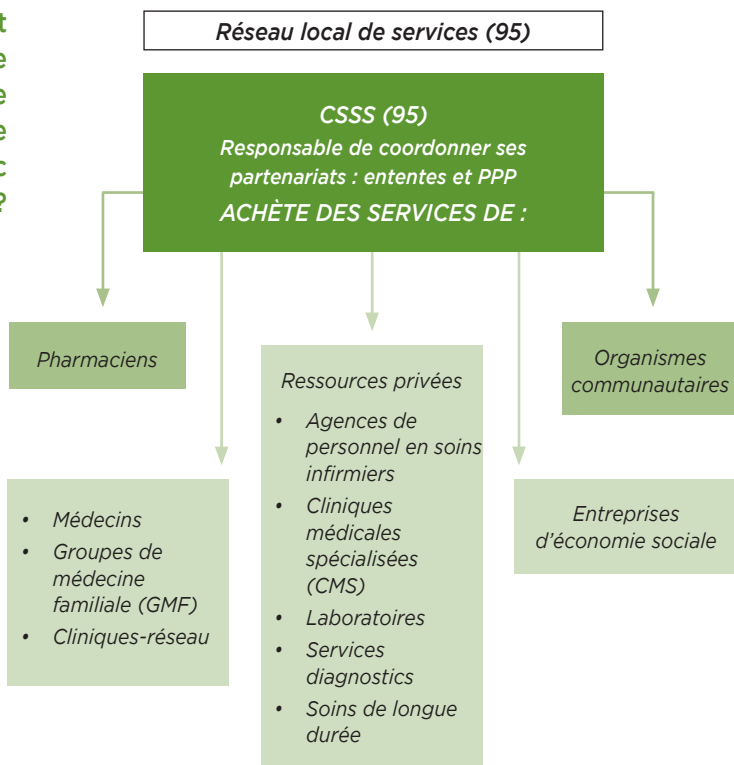 t
e
e
e
c
?
Réseau local de services (95)
CSSS (95)
Responsable de coordonner ses
partenariats : ententes et PPP
ACHÈTE DES SERVICES DE :
Pharmaciens
Organismes
communautaires
Ressources privées
• Agences de
personnel en soins
infirmiers
• Cliniques
médicales
spécialisées
(CMS)
• Laboratoires
• Services
diagnostics
• Soins de longue
durée
• Médecins
• Groupes de
médecine
familiale (GMF)
• Cliniques-réseau
Entreprises
d’économie sociale